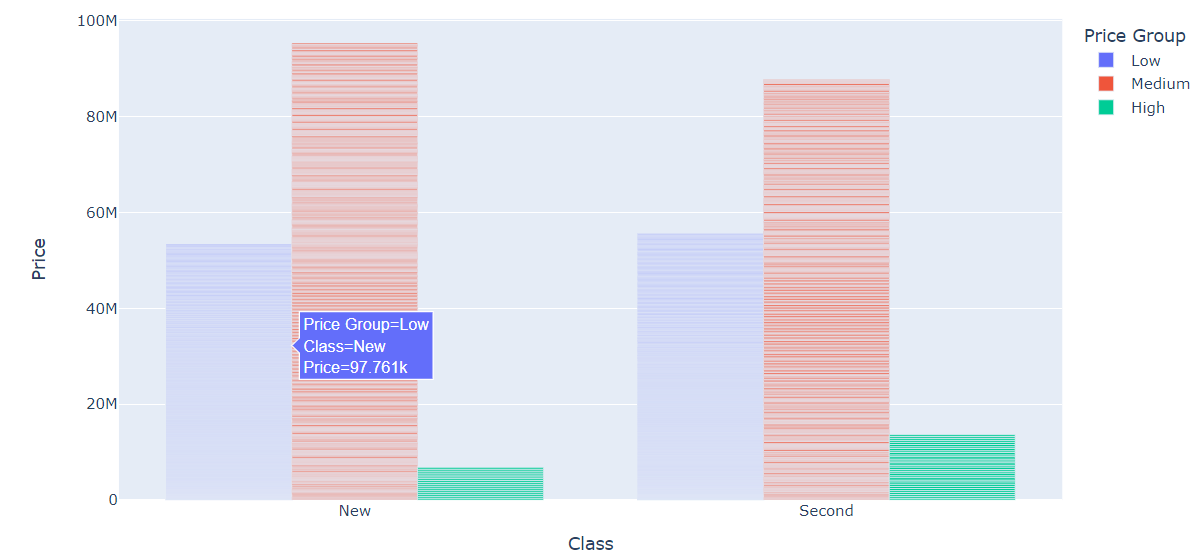 100M
80M
60M
40M
20M
0
Price
New
Second
Class
Price Group
Low
Medium
High
Price Group=Low
Class=New
Price=97.761k